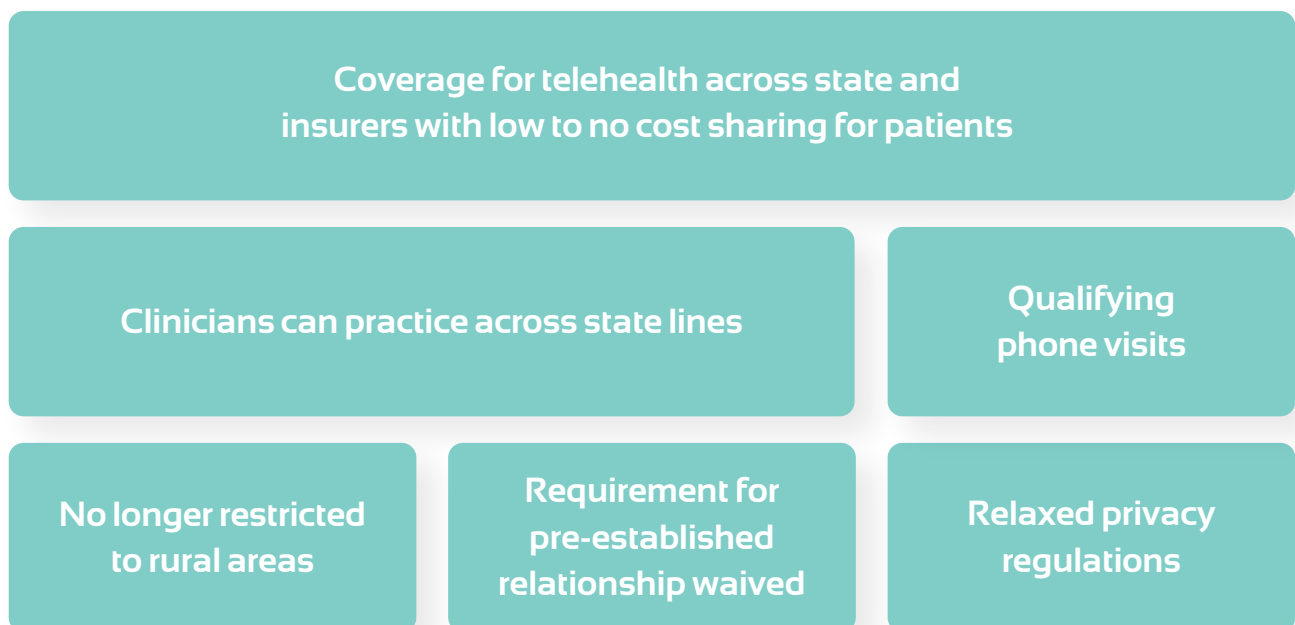 Coverage for telehealth across state and
insurers with low to no cost sharing for patients
Clinicians can practice across state lines
Qualifying
phone visits
No longer restricted
to rural areas
Requirement for
pre-established
relationship waived
Relaxed privacy
regulations